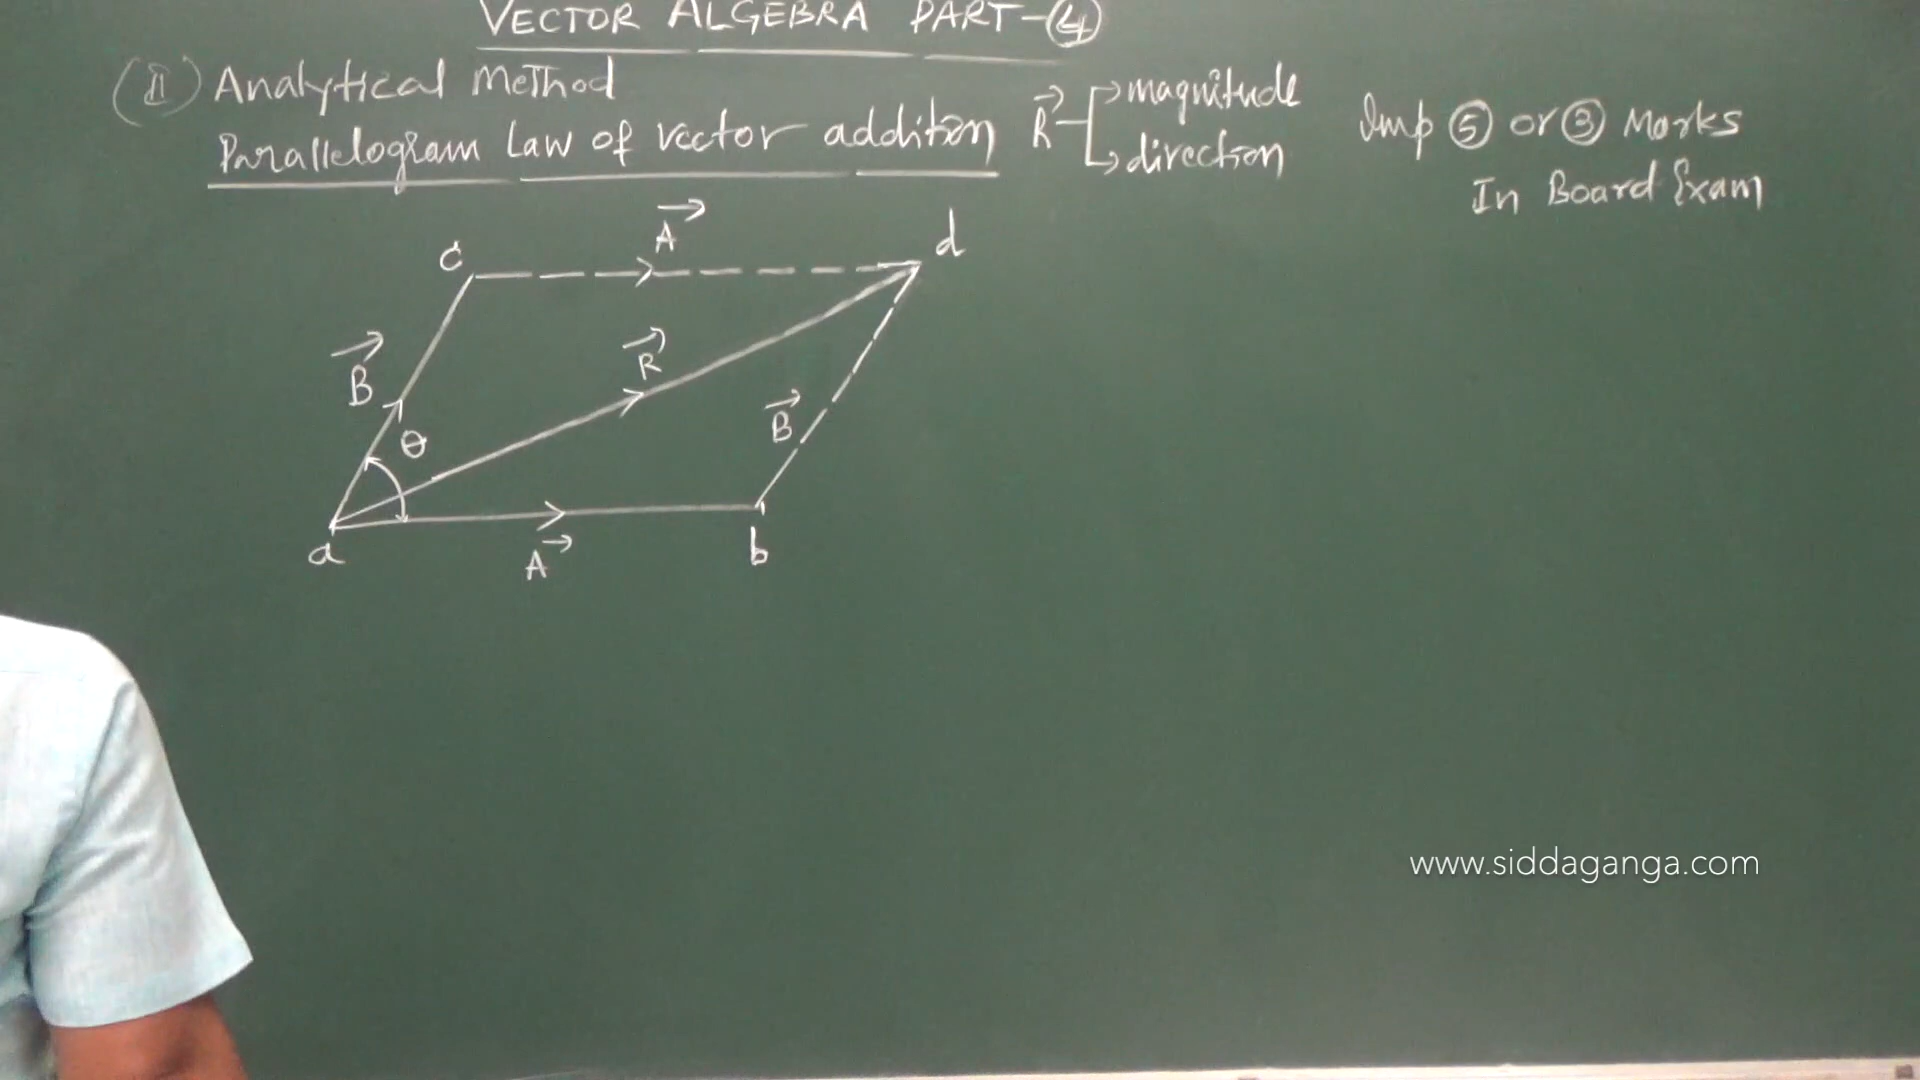 VECTOR ALGEBRA PART-④
(II) Analytical Method
Parallelogram Law of vector addition
R⃗
magnitude
direction
Imp ⑤ or ③ Marks
In Board Exam
c
A⃗
d
B⃗
R⃗
θ
B⃗
a
A⃗
b
www.siddaganga.com